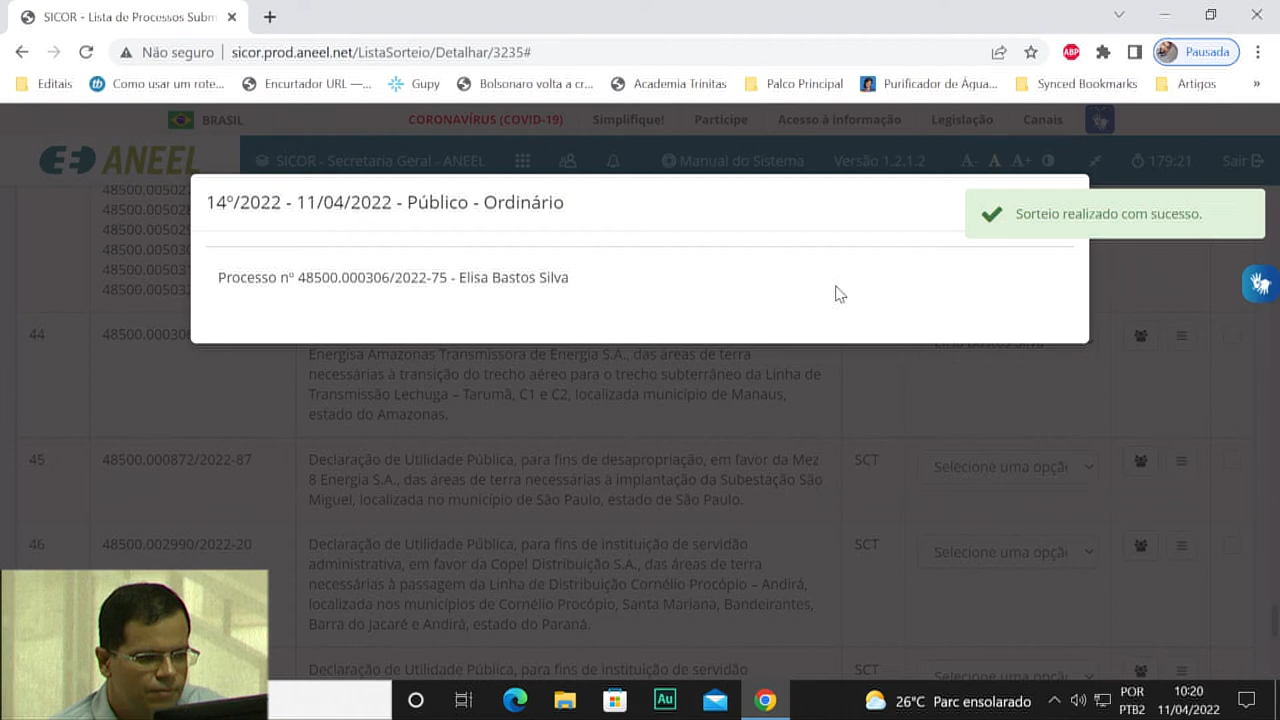 SICOR - Lista de Processos Subm
Não seguro
sicor.prod.aneel.net/ListaSorteio/Detalhar/3235#
ABP
Pausada
Editais
Como usar um rote...
Encurtador URL —...
Gupy
Bolsonaro volta a cr...
Academia Trinitas
Palco Principal
Purificador de Água...
Synced Bookmarks
Artigos
»
BRASIL
CORONAVÍRUS (COVID-19)
Simplifique!
Participe
Acesso à informação
Legislação
Canais
ANEEL
SICOR - Secretaria Geral - ANEEL
Manual do Sistema
Versão 1.2.1.2
A-
A
A+
179:21
Sair
14º/2022 - 11/04/2022 - Público - Ordinário
Sorteio realizado com sucesso.
Processo nº 48500.000306/2022-75 - Elisa Bastos Silva
44
Energisa Amazonas Transmissora de Energia S.A., das áreas de terra
necessárias à transição do trecho aéreo para o trecho subterrâneo da Linha de
Transmissão Lechuga – Tarumã, C1 e C2, localizada município de Manaus,
estado do Amazonas.
45
48500.000872/2022-87
Declaração de Utilidade Pública, para fins de desapropriação, em favor da Mez
8 Energia S.A., das áreas de terra necessárias à implantação da Subestação São
Miguel, localizada no município de São Paulo, estado de São Paulo.
SCT
Selecione uma opçã
46
48500.002990/2022-20
Declaração de Utilidade Pública, para fins de instituição de servidão
administrativa, em favor da Copel Distribuição S.A., das áreas de terra
necessárias à passagem da Linha de Distribuição Cornélio Procópio – Andirá,
localizada nos municípios de Cornélio Procópio, Santa Mariana, Bandeirantes,
Barra do Jacaré e Andirá, estado do Paraná.
SCT
Selecione uma opçã
Declaração de Utilidade Pública, para fins de instituição de servidão
SCT
Au
26°C Parc ensolarado
POR
PTB2
10:20
11/04/2022